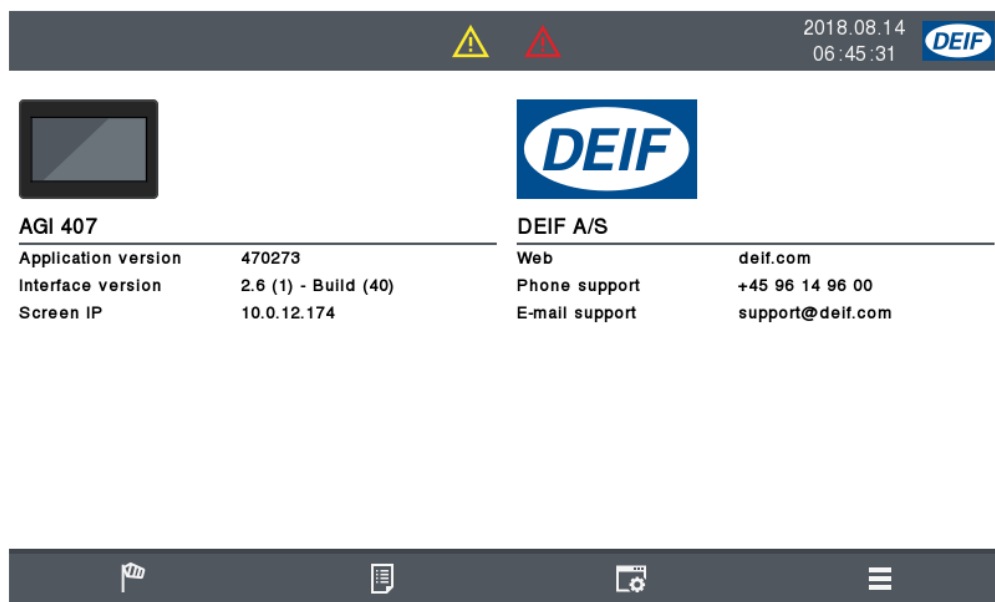 2018.08.14
06:45:31
DEIF
DEIF
AGI 407
Application version 470273
Interface version 2.6 (1) - Build (40)
Screen IP 10.0.12.174
DEIF A/S
Web deif.com
Phone support +45 96 14 96 00
E-mail support support@deif.com